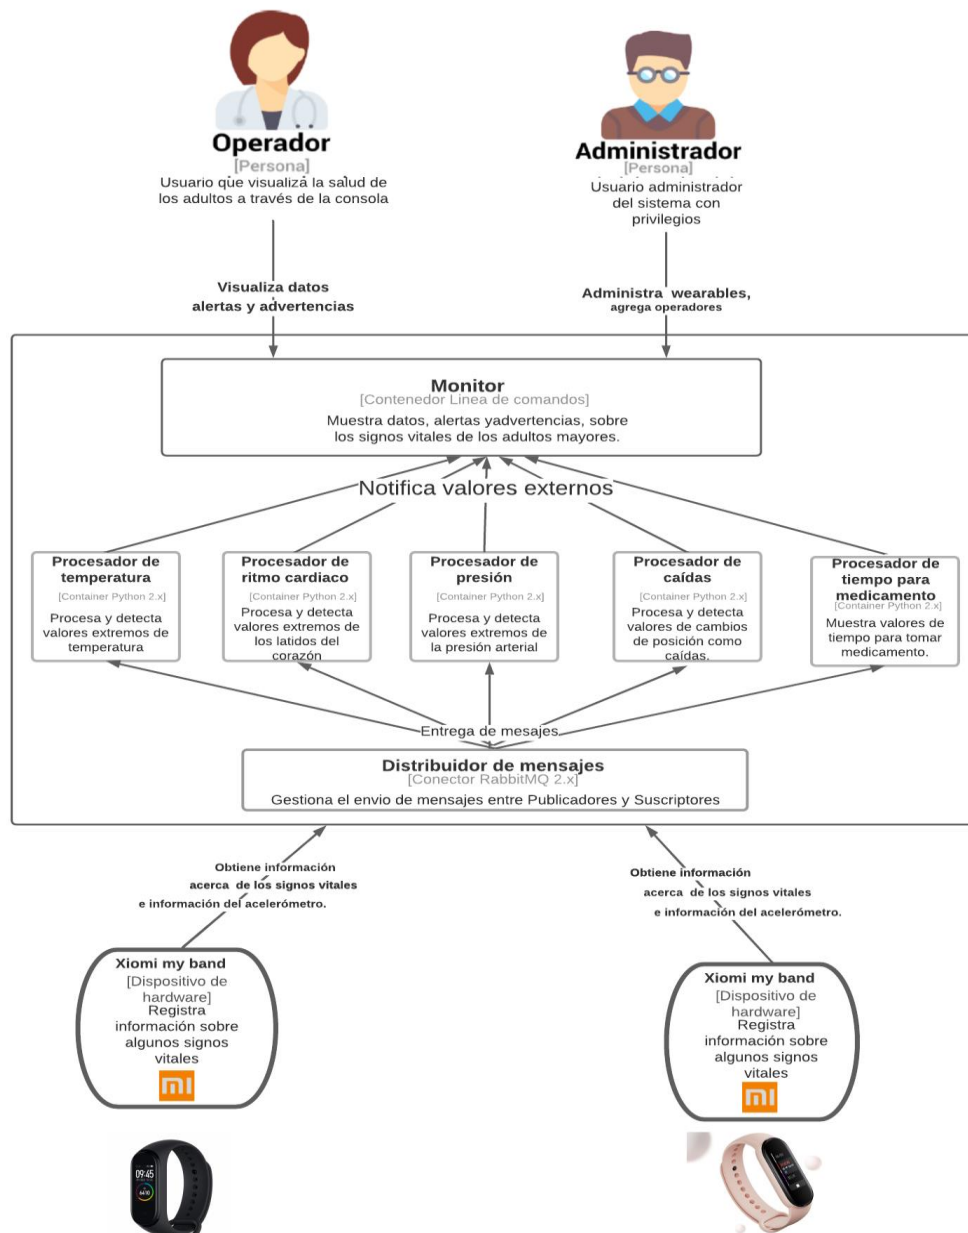 Operador
[Persona]
Usuario que visualiza la salud de
los adultos a través de la consola
Administrador
[Persona]
Usuario administrador
del sistema con
privilegios
Visualiza datos
alertas y advertencias
Administra wearables,
agrega operadores
Monitor
[Contenedor Linea de comandos]
Muestra datos, alertas yadvertencias, sobre
los signos vitales de los adultos mayores.
Notifica valores externos
Procesador de
temperatura
[Container Python 2.x]
Procesa y detecta
valores extremos de
temperatura
Procesador de
ritmo cardiaco
[Container Python 2.x]
Procesa y detecta
valores extremos de
los latidos del
corazón
Procesador de
presión
[Container Python 2.x]
Procesa y detecta
valores extremos de
la presión arterial
Procesador de
caídas
[Container Python 2.x]
Procesa y detecta
valores de cambios
de posición como
caídas.
Procesador de
tiempo para
medicamento
[Container Python 2.x]
Muestra valores de
tiempo para tomar
medicamento.
Entrega de mesajes
Distribuidor de mensajes
[Conector RabbitMQ 2.x]
Gestiona el envio de mensajes entre Publicadores y Suscriptores
Obtiene información
acerca de los signos vitales
e información del acelerómetro.
Obtiene información
acerca de los signos vitales
e información del acelerómetro.
Xiomi my band
[Dispositivo de
hardware]
Registra
información sobre
algunos signos
vitales
mi
Xiomi my band
[Dispositivo de
hardware]
Registra
información sobre
algunos signos
vitales
mi
09:45